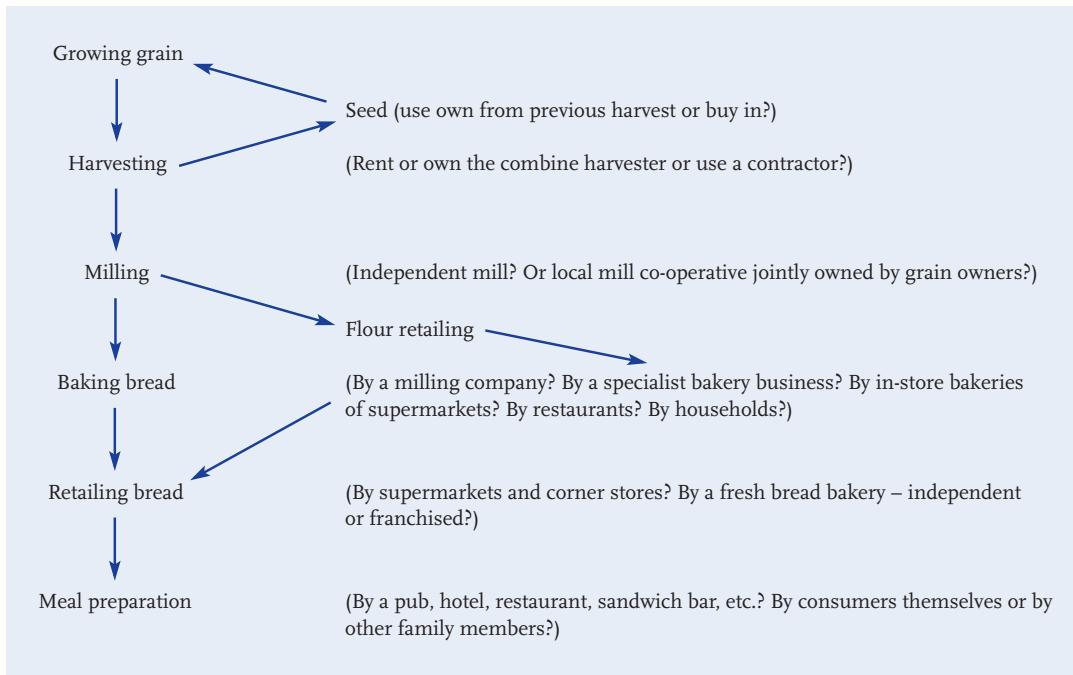 Growing grain
Seed (use own from previous harvest or buy in?)
Harvesting
(Rent or own the combine harvester or use a contractor?)
Milling
(Independent mill? Or local mill co-operative jointly owned by grain owners?)
Flour retailing
Baking bread
(By a milling company? By a specialist bakery business? By in-store bakeries
of supermarkets? By restaurants? By households?)
Retailing bread
(By supermarkets and corner stores? By a fresh bread bakery – independent
or franchised?)
Meal preparation
(By a pub, hotel, restaurant, sandwich bar, etc.? By consumers themselves or by
other family members?)